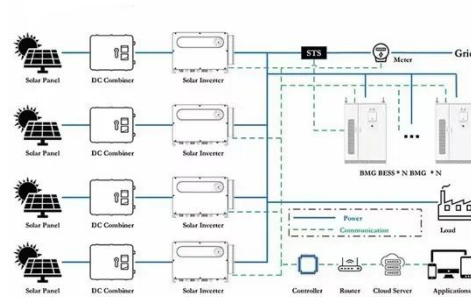 Solar Panel DC Combiner Solar Inverter STS Meter Grid
Solar Panel DC Combiner Solar Inverter
BMG BESS * N BMG * N
Solar Panel DC Combiner Solar Inverter
Power
Communication
Load
Solar Panel DC Combiner Solar Inverter
Controller Router Cloud Server Applications